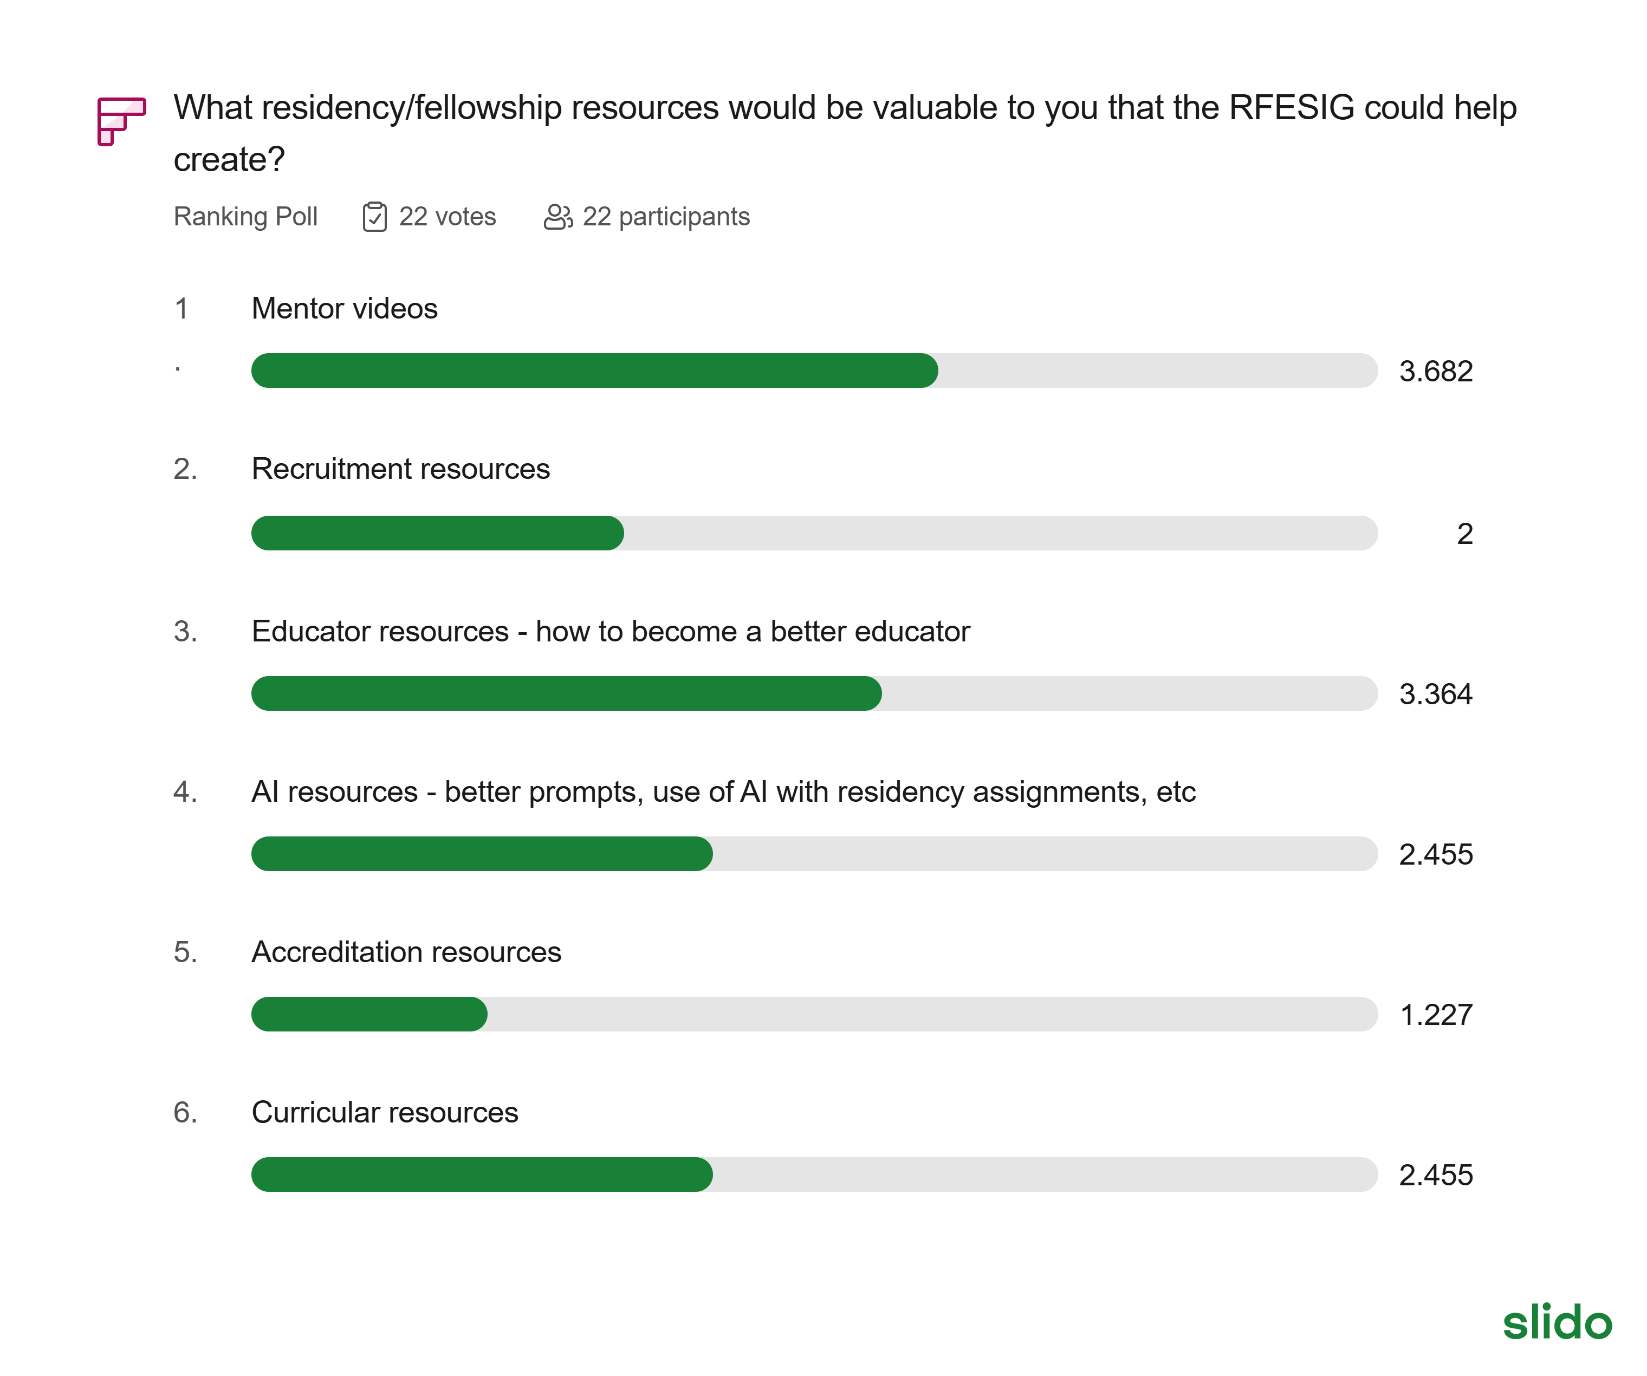 What residency/fellowship resources would be valuable to you that the RFESIG could help
create?
Ranking Poll 22 votes 22 participants
1
.
Mentor videos
3.682
2. Recruitment resources
2
3. Educator resources - how to become a better educator
3.364
4. AI resources - better prompts, use of AI with residency assignments, etc
2.455
5. Accreditation resources
1.227
6. Curricular resources
2.455
slido